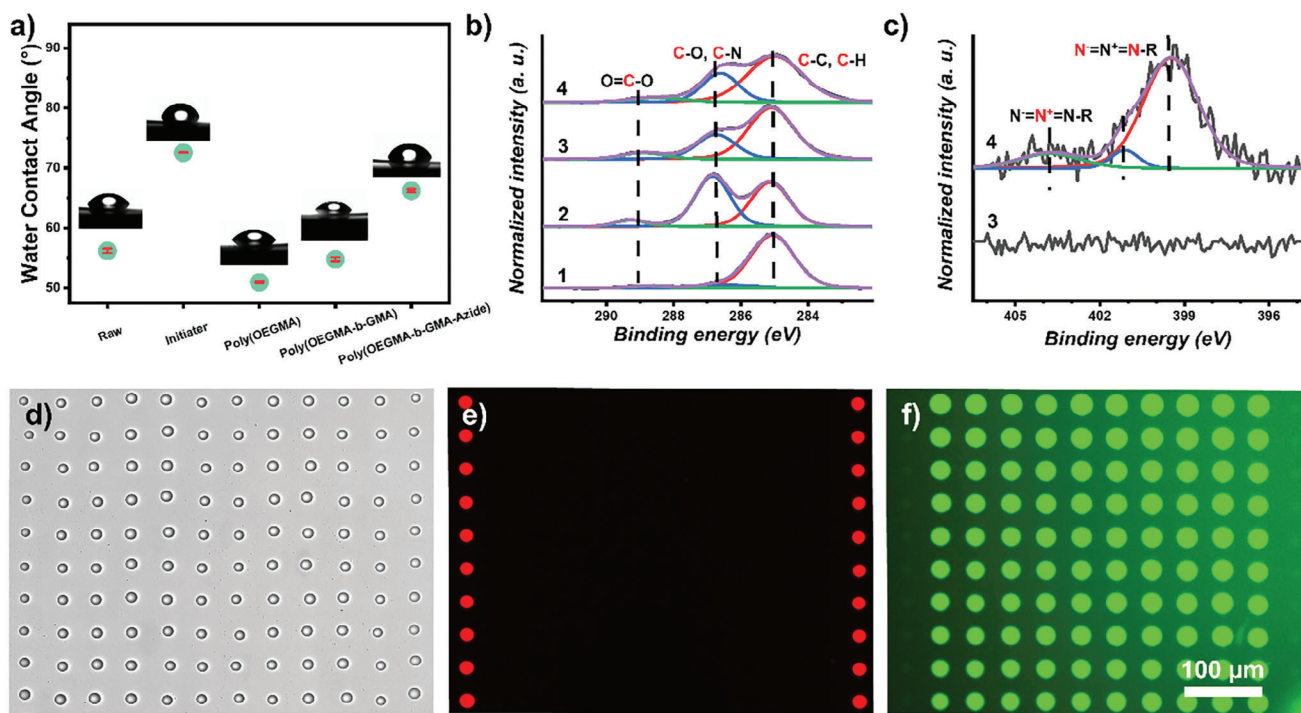 a)
Water Contact Angle (°)
90
80
70
60
50
Raw
Initiater
Poly(OEGMA)
Poly(OEGMA-b-GMA)
Poly(OEGMA-b-GMA-Azide)
b)
Normalized intensity (a. u.)
O=C-O
C-O, C-N
C-C, C-H
4
3
2
1
290
288
286
284
Binding energy (eV)
c)
Normalized intensity (a. u.)
N⁻=N⁺=N-R
N⁻=N⁺=N-R
4
3
405
402
399
396
Binding energy (eV)
d)
e)
f)
100 µm